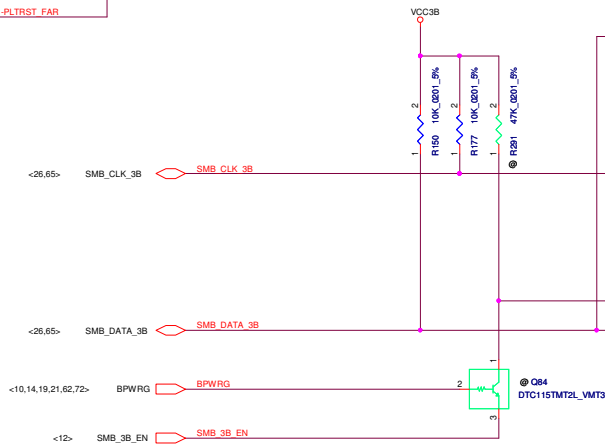 -PLTRST_FAR
VCC3B
2
R150 10K_0201_5%
1
2
R177 10K_0201_5%
1
2
R291 47K_0201_5%
1
@
<26,65> SMB_CLK_3B SMB_CLK_3B
<26,65> SMB_DATA_3B SMB_DATA_3B
1
@ Q84
DTC115TMT2L_VMT3
<10,14,19,21,62,72> BPWRG BPWRG 2
3
<12> SMB_3B_EN SMB_3B_EN